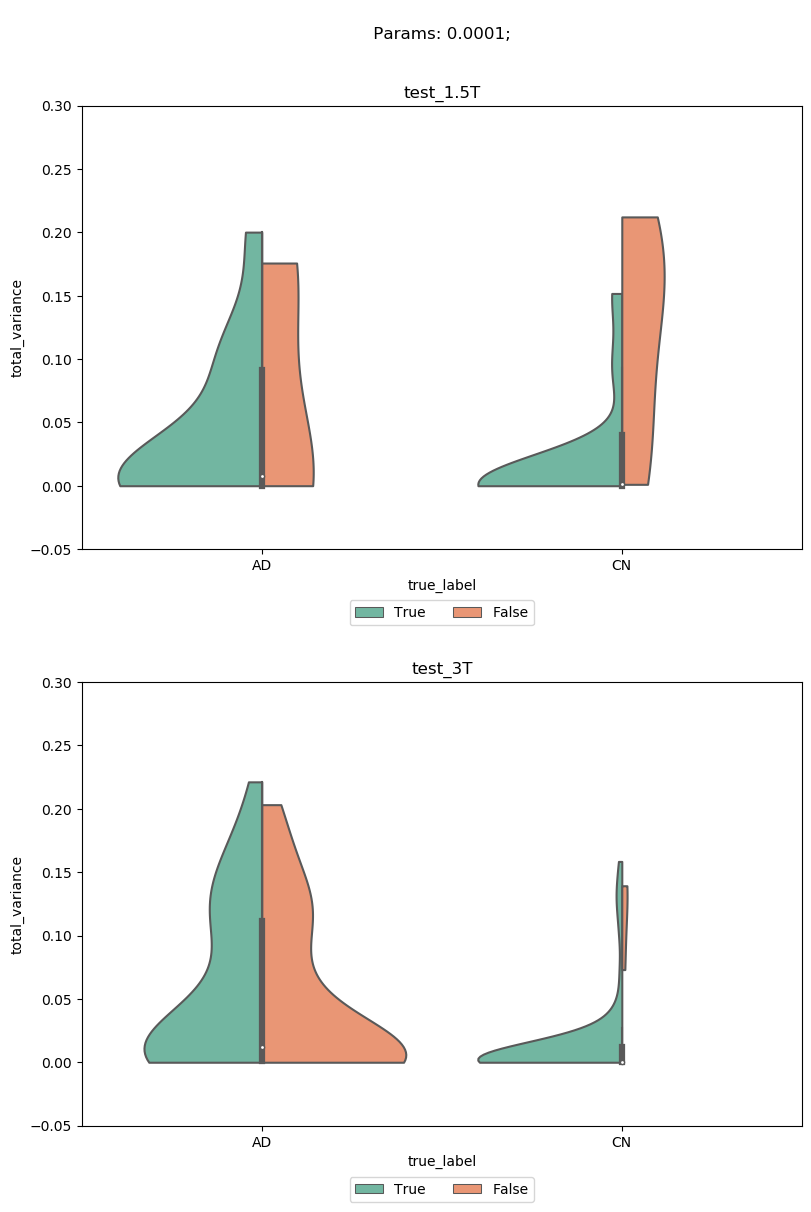 Params: 0.0001;
test_1.5T
0.30
0.25
0.20
0.15
0.10
0.05
0.00
−0.05
total_variance
AD CN
true_label
True False
test_3T
0.30
0.25
0.20
0.15
0.10
0.05
0.00
−0.05
total_variance
AD CN
true_label
True False